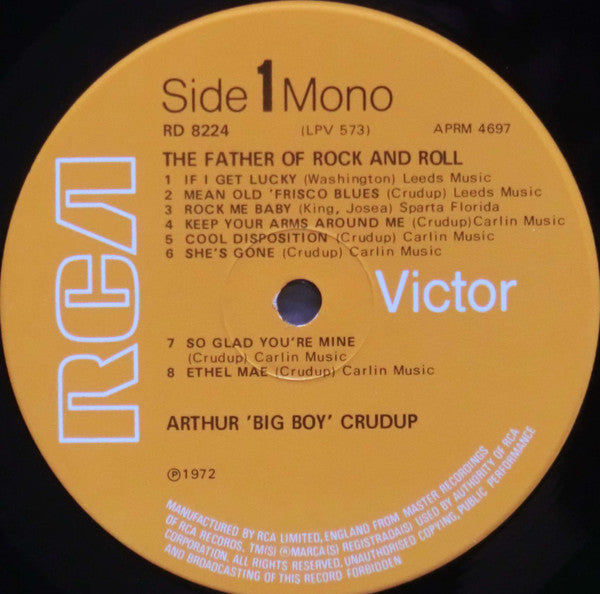 Side 1 Mono
RD 8224 (LPV 573) APRM 4697
THE FATHER OF ROCK AND ROLL
1 IF I GET LUCKY (Washington) Leeds Music
2 MEAN OLD 'FRISCO BLUES (Crudup) Leeds Music
3 ROCK ME BABY (King, Josea) Sparta Florida
4 KEEP YOUR ARMS AROUND ME (Crudup)Carlin Music
5 COOL DISPOSITION (Crudup) Carlin Music
6 SHE'S GONE (Crudup) Carlin Music
RCA
Victor
7 SO GLAD YOU'RE MINE
(Crudup) Carlin Music
8 ETHEL MAE (Crudup) Carlin Music
ARTHUR 'BIG BOY' CRUDUP
℗1972
MANUFACTURED BY RCA LIMITED, ENGLAND FROM MASTER RECORDINGS
OF RCA RECORDS. TM(S) ®MARCA(S) REGISTRADA(S) USED BY AUTHORITY OF RCA
CORPORATION. ALL RIGHTS RESERVED. UNAUTHORISED COPYING, PUBLIC PERFORMANCE
AND BROADCASTING OF THIS RECORD FORBIDDEN